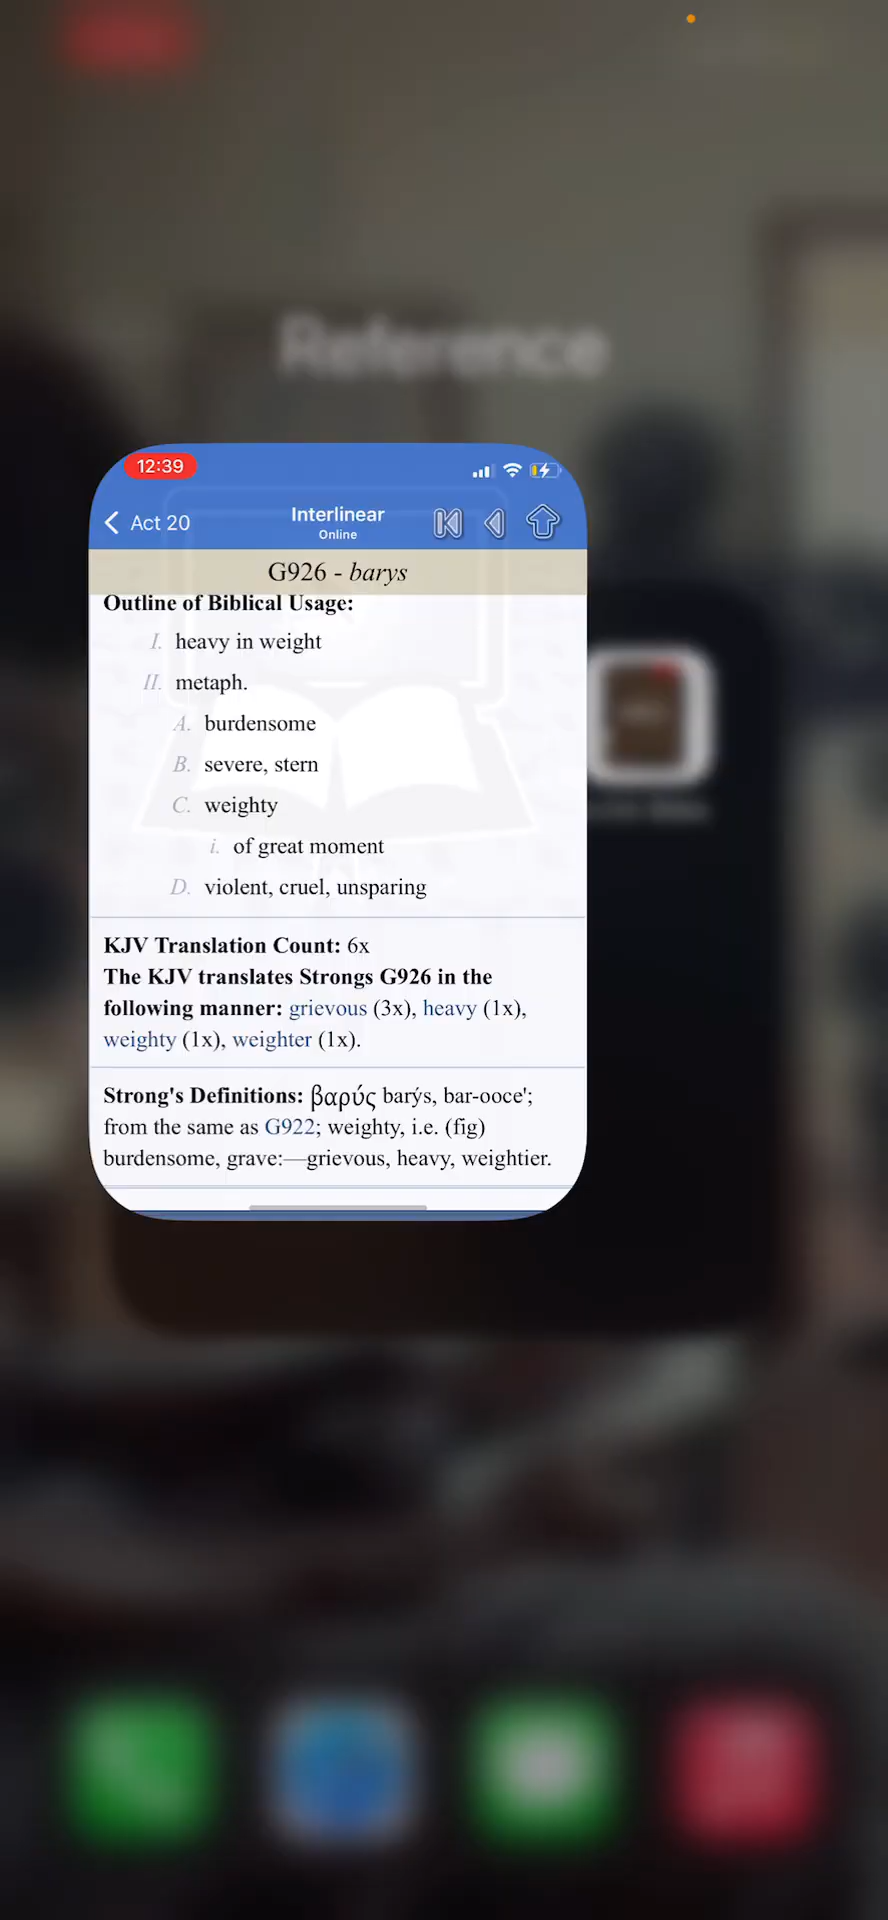 Reference
12:39
Act 20
Interlinear
Online
G926 - barys
Outline of Biblical Usage:
I. heavy in weight
II. metaph.
A. burdensome
B. severe, stern
C. weighty
i. of great moment
D. violent, cruel, unsparing
KJV Translation Count: 6x
The KJV translates Strongs G926 in the
following manner: grievous (3x), heavy (1x),
weighty (1x), weighter (1x).
Strong's Definitions: βαρύς barýs, bar-ooce';
from the same as G922; weighty, i.e. (fig)
burdensome, grave:—grievous, heavy, weightier.